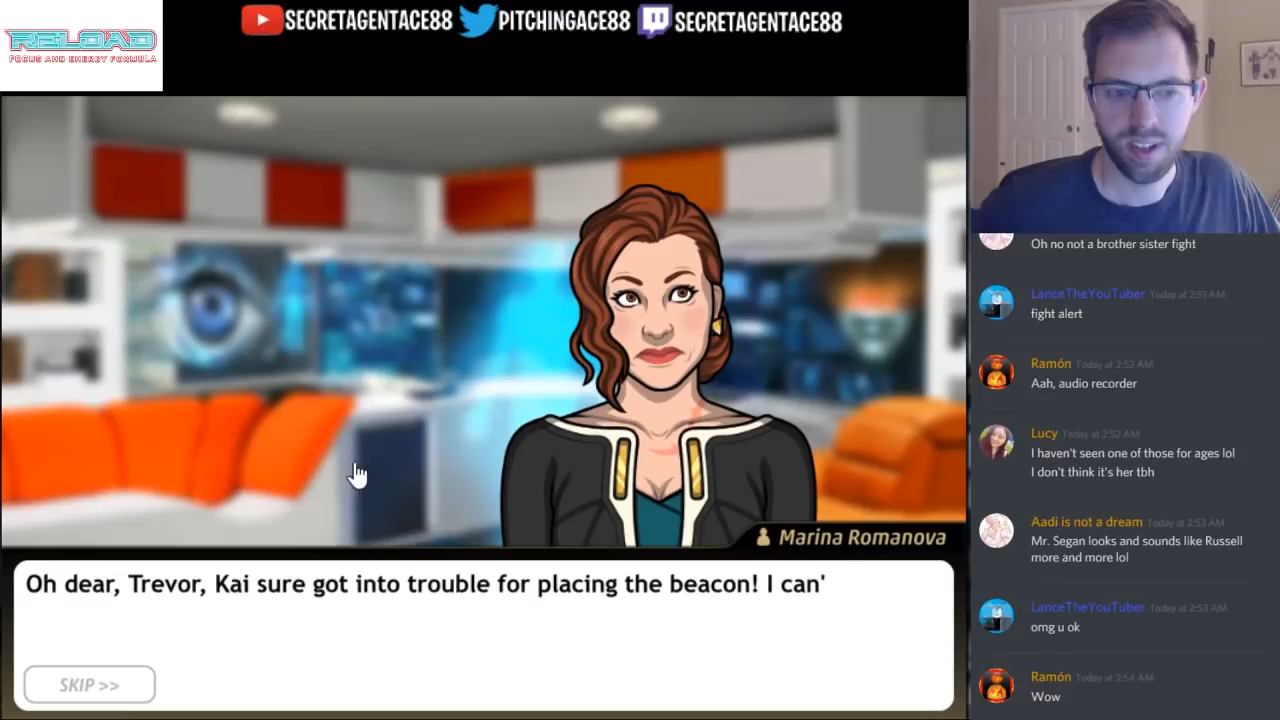 SECRETAGENTACE88 PITCHINGACE88 SECRETAGENTACE88
RELOAD
FOCUS AND ENERGY FORMULA
Oh no not a brother sister fight
LanceTheYouTuber Today at 2:51 AM
fight alert
Ramón Today at 2:52 AM
Aah, audio recorder
Lucy Today at 2:52 AM
I haven't seen one of those for ages lol
I don't think it's her tbh
Aadi is not a dream Today at 2:53 AM
Mr. Segan looks and sounds like Russell
more and more lol
LanceTheYouTuber Today at 2:53 AM
omg u ok
Ramón Today at 2:54 AM
Wow
Marina Romanova
Oh dear, Trevor, Kai sure got into trouble for placing the beacon! I can'
SKIP >>